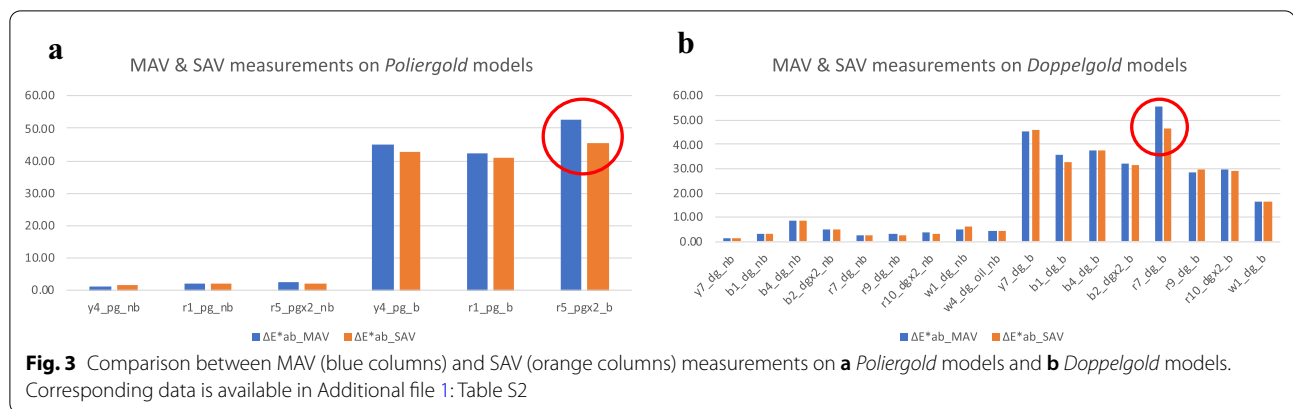 a
MAV & SAV measurements on Poliergold models
60.00
50.00
40.00
30.00
20.00
10.00
0.00
y4_pg_nb r1_pg_nb r5_pgx2_nb y4_pg_b r1_pg_b r5_pgx2_b
ΔE*ab_MAV ΔE*ab_SAV
b
MAV & SAV measurements on Doppelgold models
60.00
50.00
40.00
30.00
20.00
10.00
0.00
y7_dg_nb b1_dg_nb b4_dg_nb b2_dgx2_nb r7_dg_nb r9_dg_nb r10_dgx2_nb w1_dg_nb w4_dg_oil_nb y7_dg_b b1_dg_b b4_dg_b b2_dgx2_b r7_dg_b r9_dg_b r10_dgx2_b w1_dg_b
ΔE*ab_MAV ΔE*ab_SAV
Fig. 3 Comparison between MAV (blue columns) and SAV (orange columns) measurements on a Poliergold models and b Doppelgold models.
Corresponding data is available in Additional file 1: Table S2